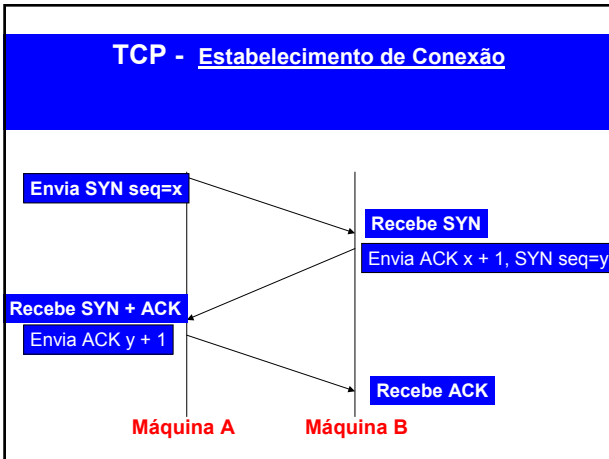 TCP - Estabelecimento de Conexão
Envia SYN seq=x
Recebe SYN
Envia ACK x + 1, SYN seq=y
Recebe SYN + ACK
Envia ACK y + 1
Recebe ACK
Máquina A
Máquina B